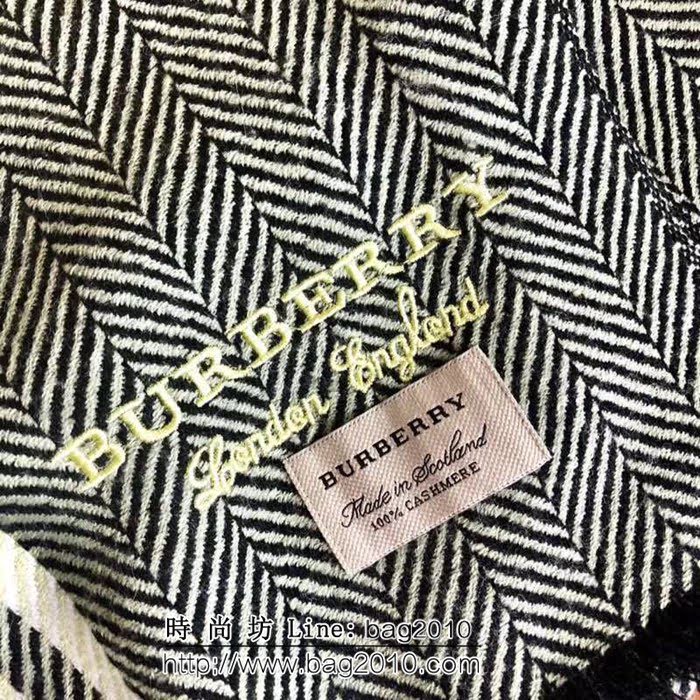 BURBERRY
London England
BURBERRY
Made in Scotland
100% CASHMERE
時尚坊 Line: bag2010
http://www.bag2010.com/